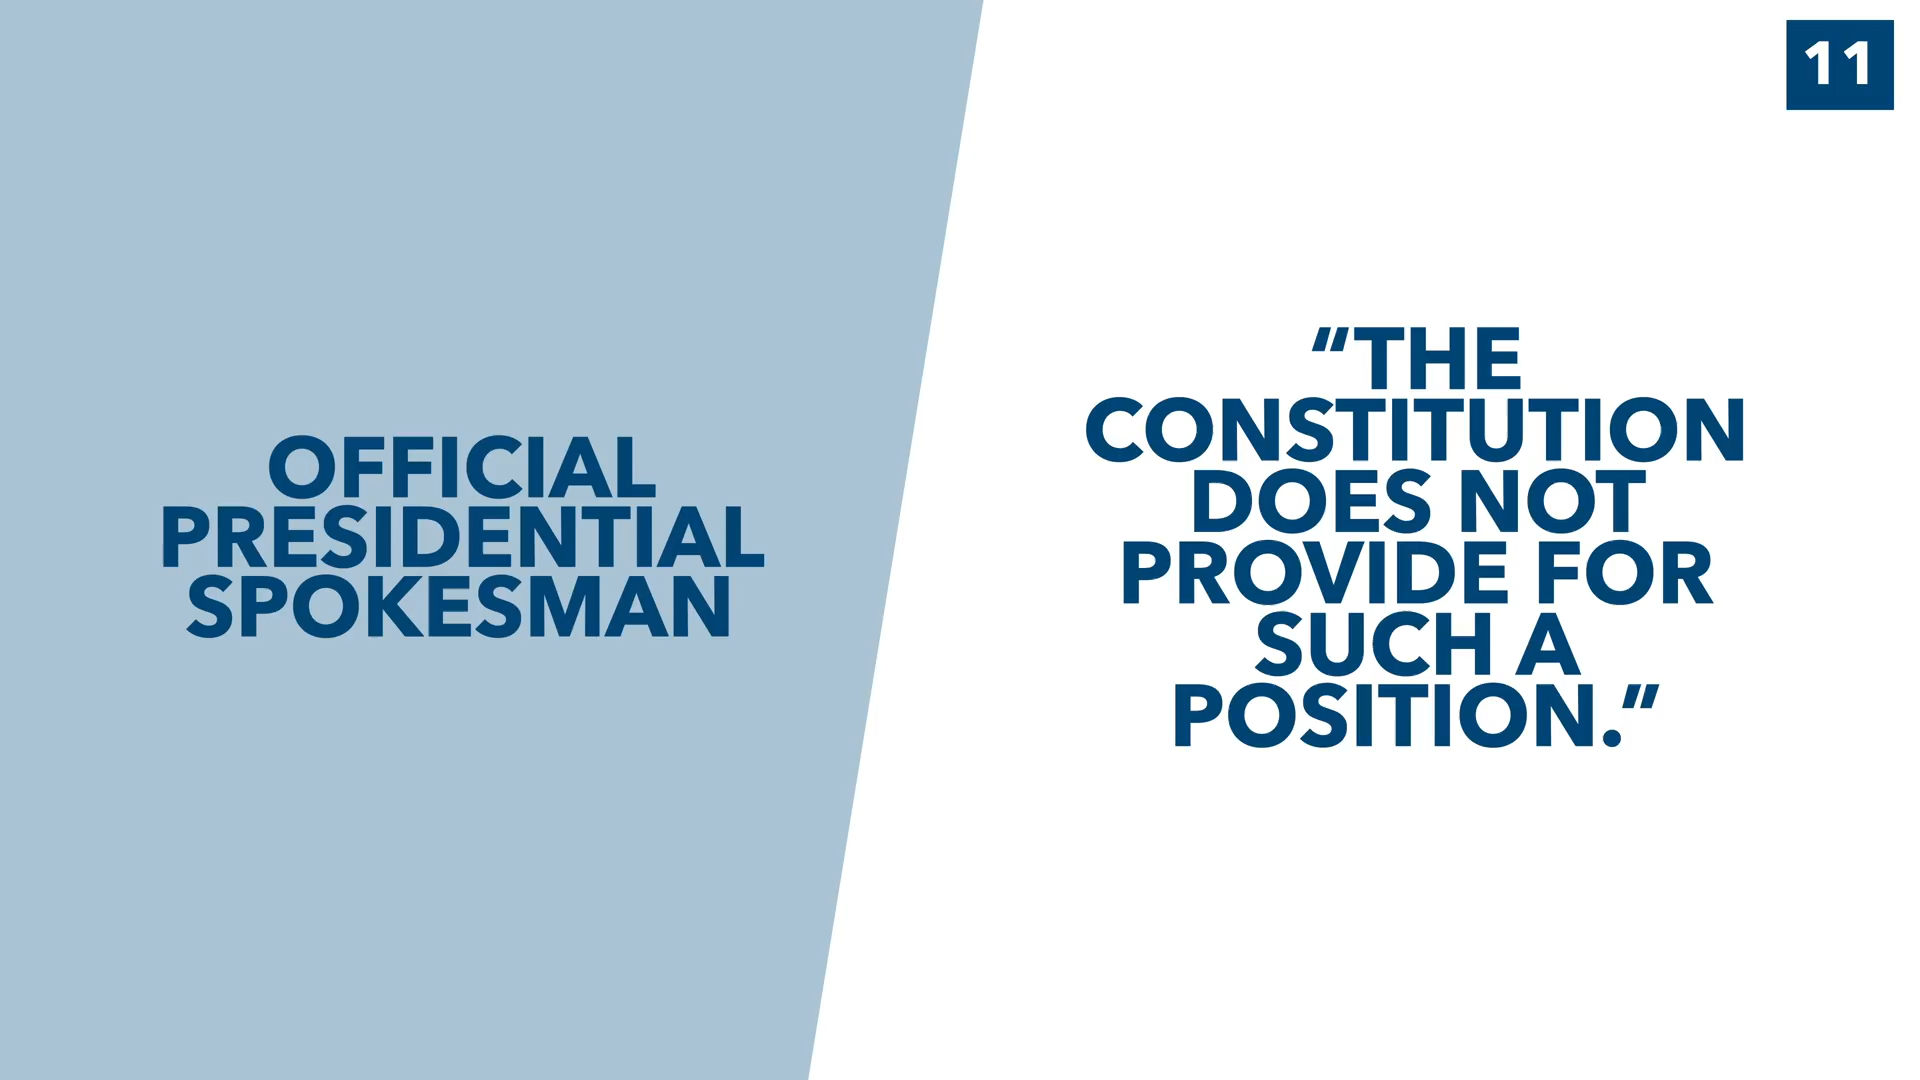 11
OFFICIAL
PRESIDENTIAL
SPOKESMAN
“THE
CONSTITUTION
DOES NOT
PROVIDE FOR
SUCH A
POSITION.”